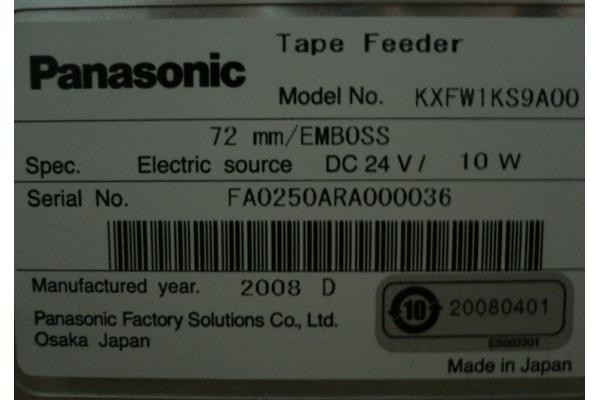 Panasonic
Tape Feeder
Model No. KXFW1KS9A00
72 mm/EMBOSS
Spec. Electric source DC 24 V / 10 W
Serial No. FA0250ARA000036
Manufactured year. 2008 D
10 20080401
Panasonic Factory Solutions Co., Ltd.
Osaka Japan
ES003301
Made in Japan